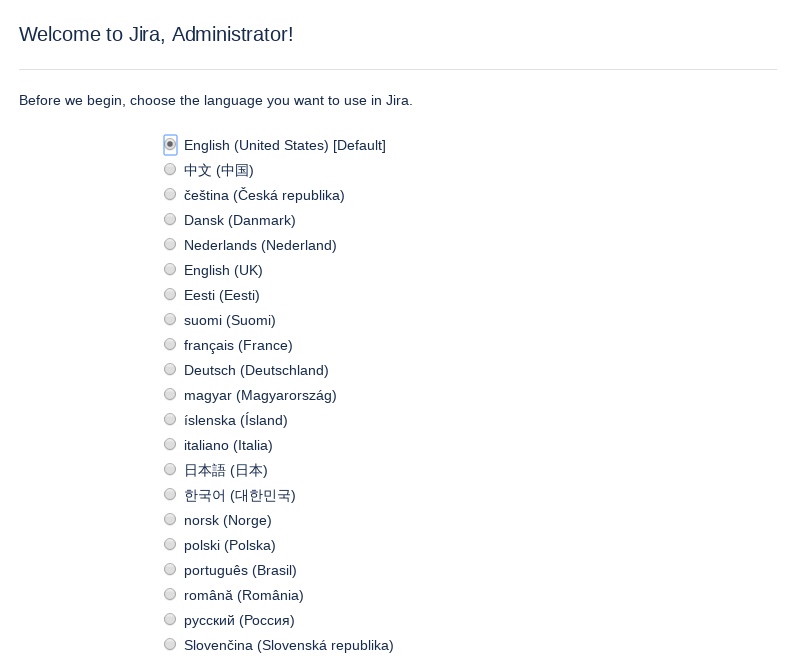 Welcome to Jira, Administrator!
Before we begin, choose the language you want to use in Jira.
English (United States) [Default]
中文 (中国)
čeština (Česká republika)
Dansk (Danmark)
Nederlands (Nederland)
English (UK)
Eesti (Eesti)
suomi (Suomi)
français (France)
Deutsch (Deutschland)
magyar (Magyarország)
íslenska (Ísland)
italiano (Italia)
日本語 (日本)
한국어 (대한민국)
norsk (Norge)
polski (Polska)
português (Brasil)
română (România)
русский (Россия)
Slovenčina (Slovenská republika)